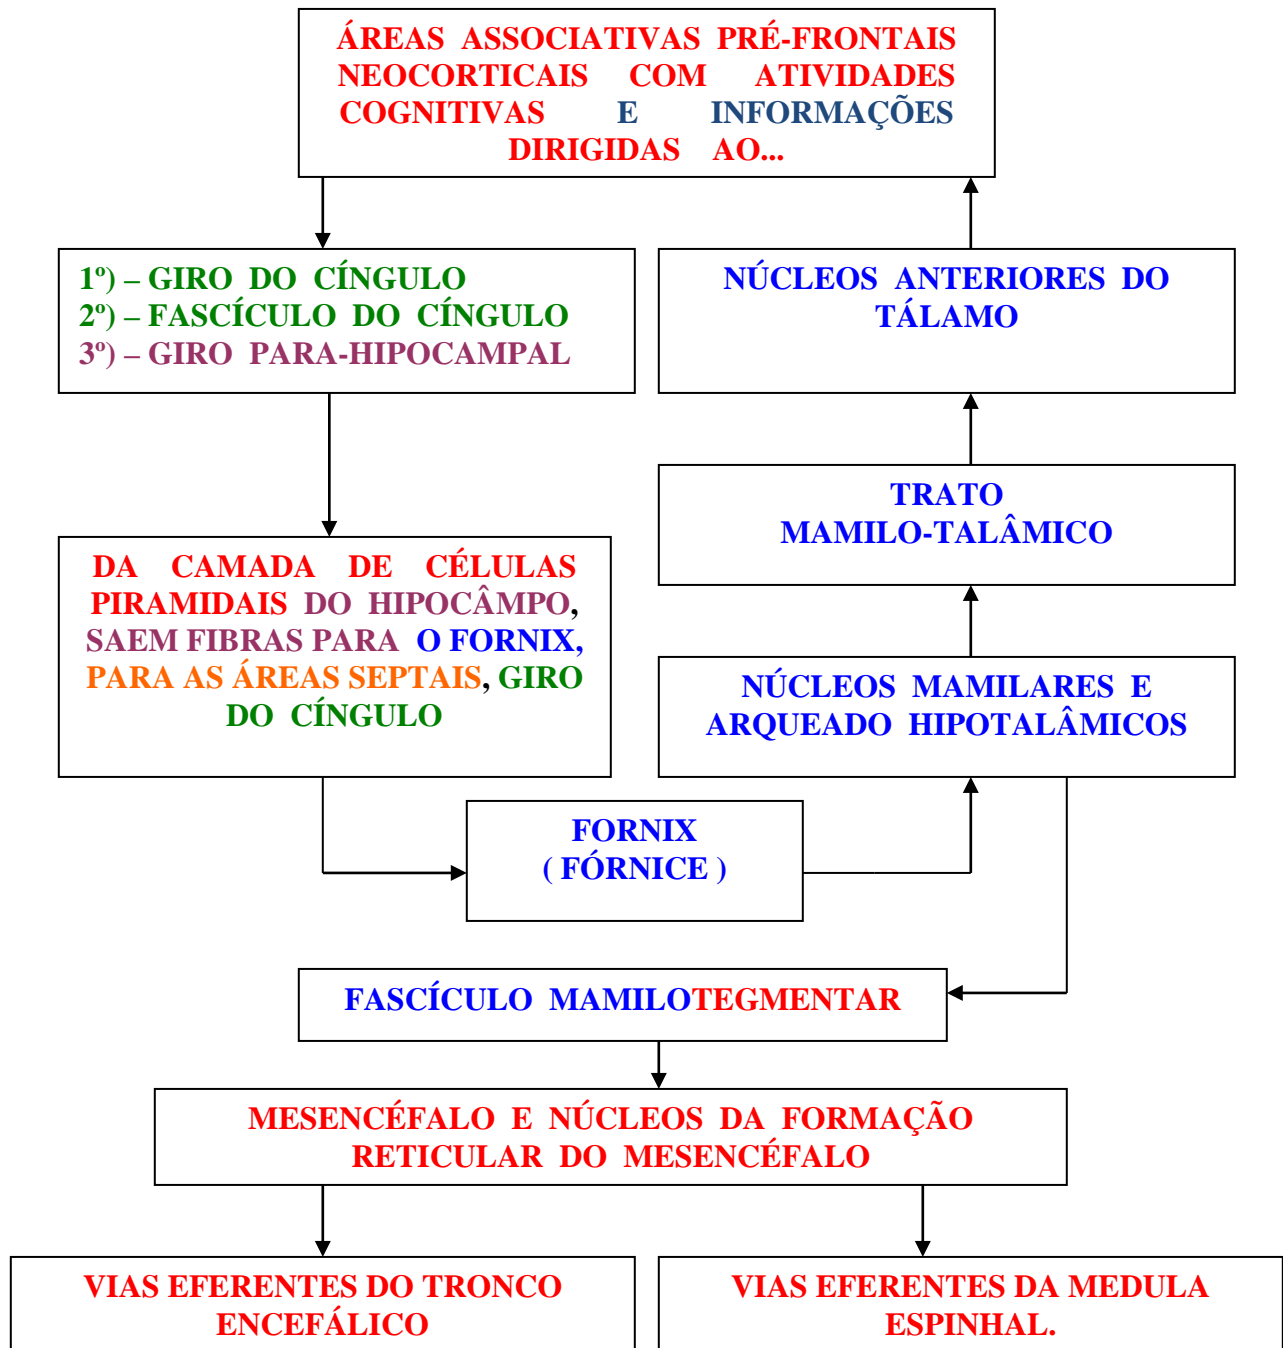 ÁREAS ASSOCIATIVAS PRÉ-FRONTAIS
NEOCORTICAIS COM ATIVIDADES
COGNITIVAS E INFORMAÇÕES
DIRIGIDAS AO...
1º) – GIRO DO CÍNGULO
2º) – FASCÍCULO DO CÍNGULO
3º) – GIRO PARA-HIPOCAMPAL
NÚCLEOS ANTERIORES DO
TÁLAMO
TRATO
MAMILO-TALÂMICO
DA CAMADA DE CÉLULAS
PIRAMIDAIS DO HIPOCÂMPO,
SAEM FIBRAS PARA O FORNIX,
PARA AS ÁREAS SEPTAIS, GIRO
DO CÍNGULO
NÚCLEOS MAMILARES E
ARQUEADO HIPOTALÂMICOS
FORNIX
( FÓRNICE )
FASCÍCULO MAMILOTEGMENTAR
MESENCÉFALO E NÚCLEOS DA FORMAÇÃO
RETICULAR DO MESENCÉFALO
VIAS EFERENTES DO TRONCO
ENCEFÁLICO
VIAS EFERENTES DA MEDULA
ESPINHAL.